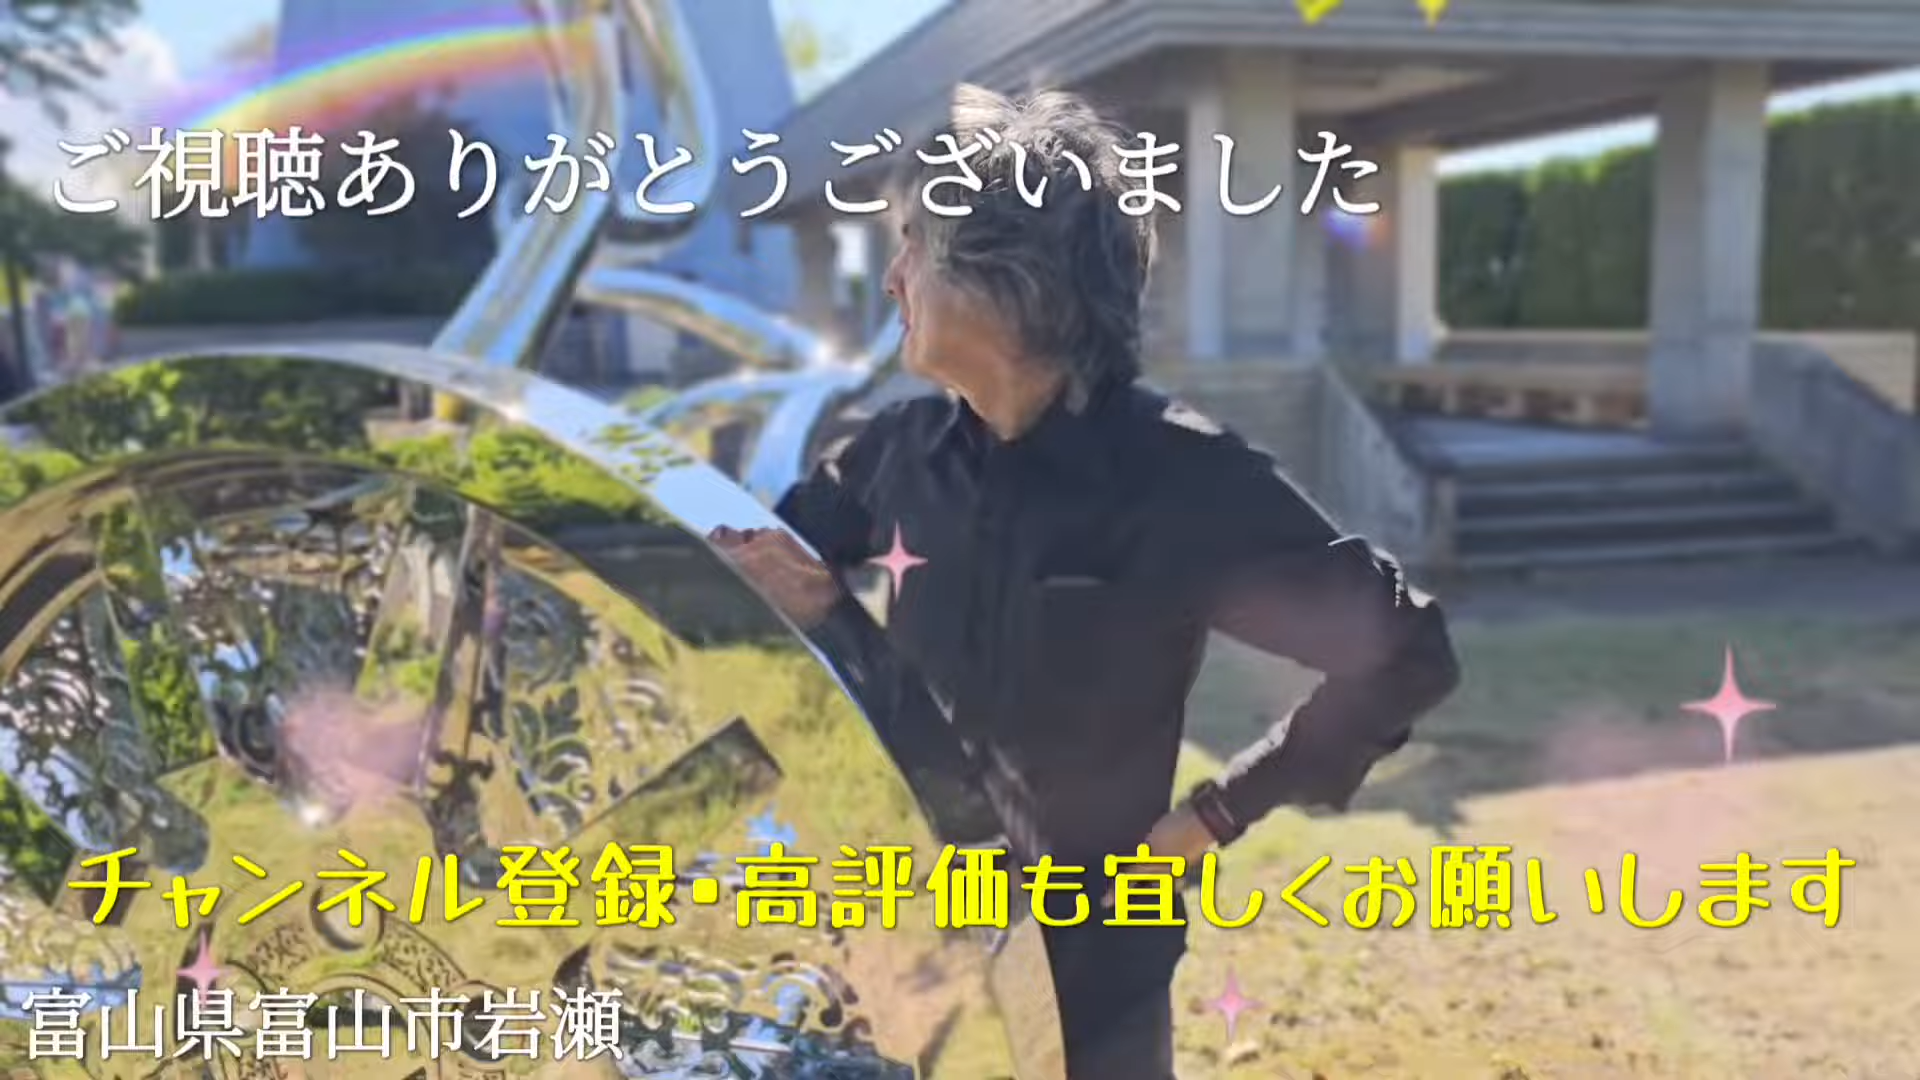 ご視聴ありがとうございました
チャンネル登録・高評価も宜しくお願いします
富山県富山市岩瀬